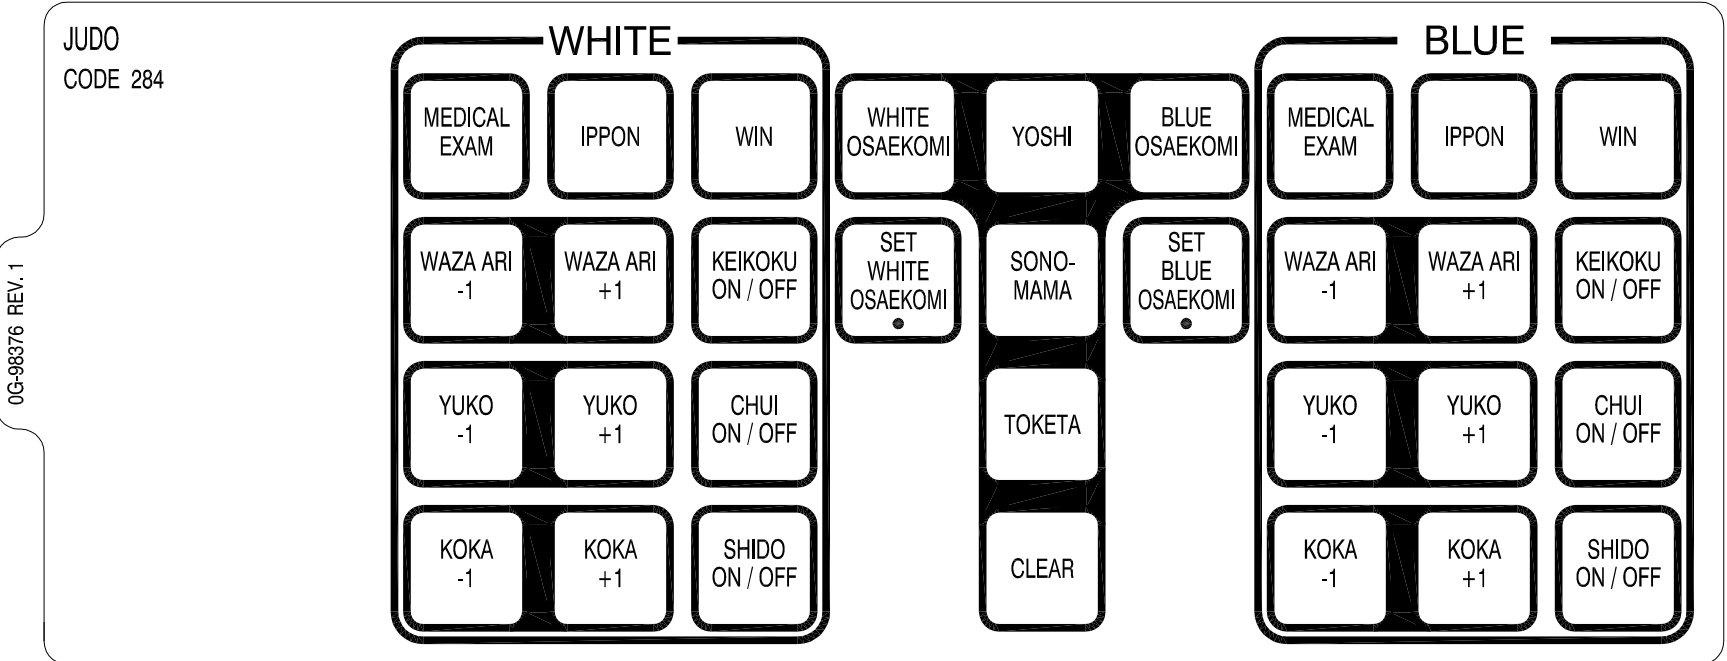 JUDO
CODE 284
0G-98376 REV. 1
WHITE
MEDICAL
EXAM
IPPON
WIN
WAZA ARI
-1
WAZA ARI
+1
KEIKOKU
ON / OFF
YUKO
-1
YUKO
+1
CHUI
ON / OFF
KOKA
-1
KOKA
+1
SHIDO
ON / OFF
WHITE
OSAEKOMI
YOSHI
BLUE
OSAEKOMI
SET
WHITE
OSAEKOMI
SONO-
MAMA
SET
BLUE
OSAEKOMI
TOKETA
CLEAR
BLUE
MEDICAL
EXAM
IPPON
WIN
WAZA ARI
-1
WAZA ARI
+1
KEIKOKU
ON / OFF
YUKO
-1
YUKO
+1
CHUI
ON / OFF
KOKA
-1
KOKA
+1
SHIDO
ON / OFF